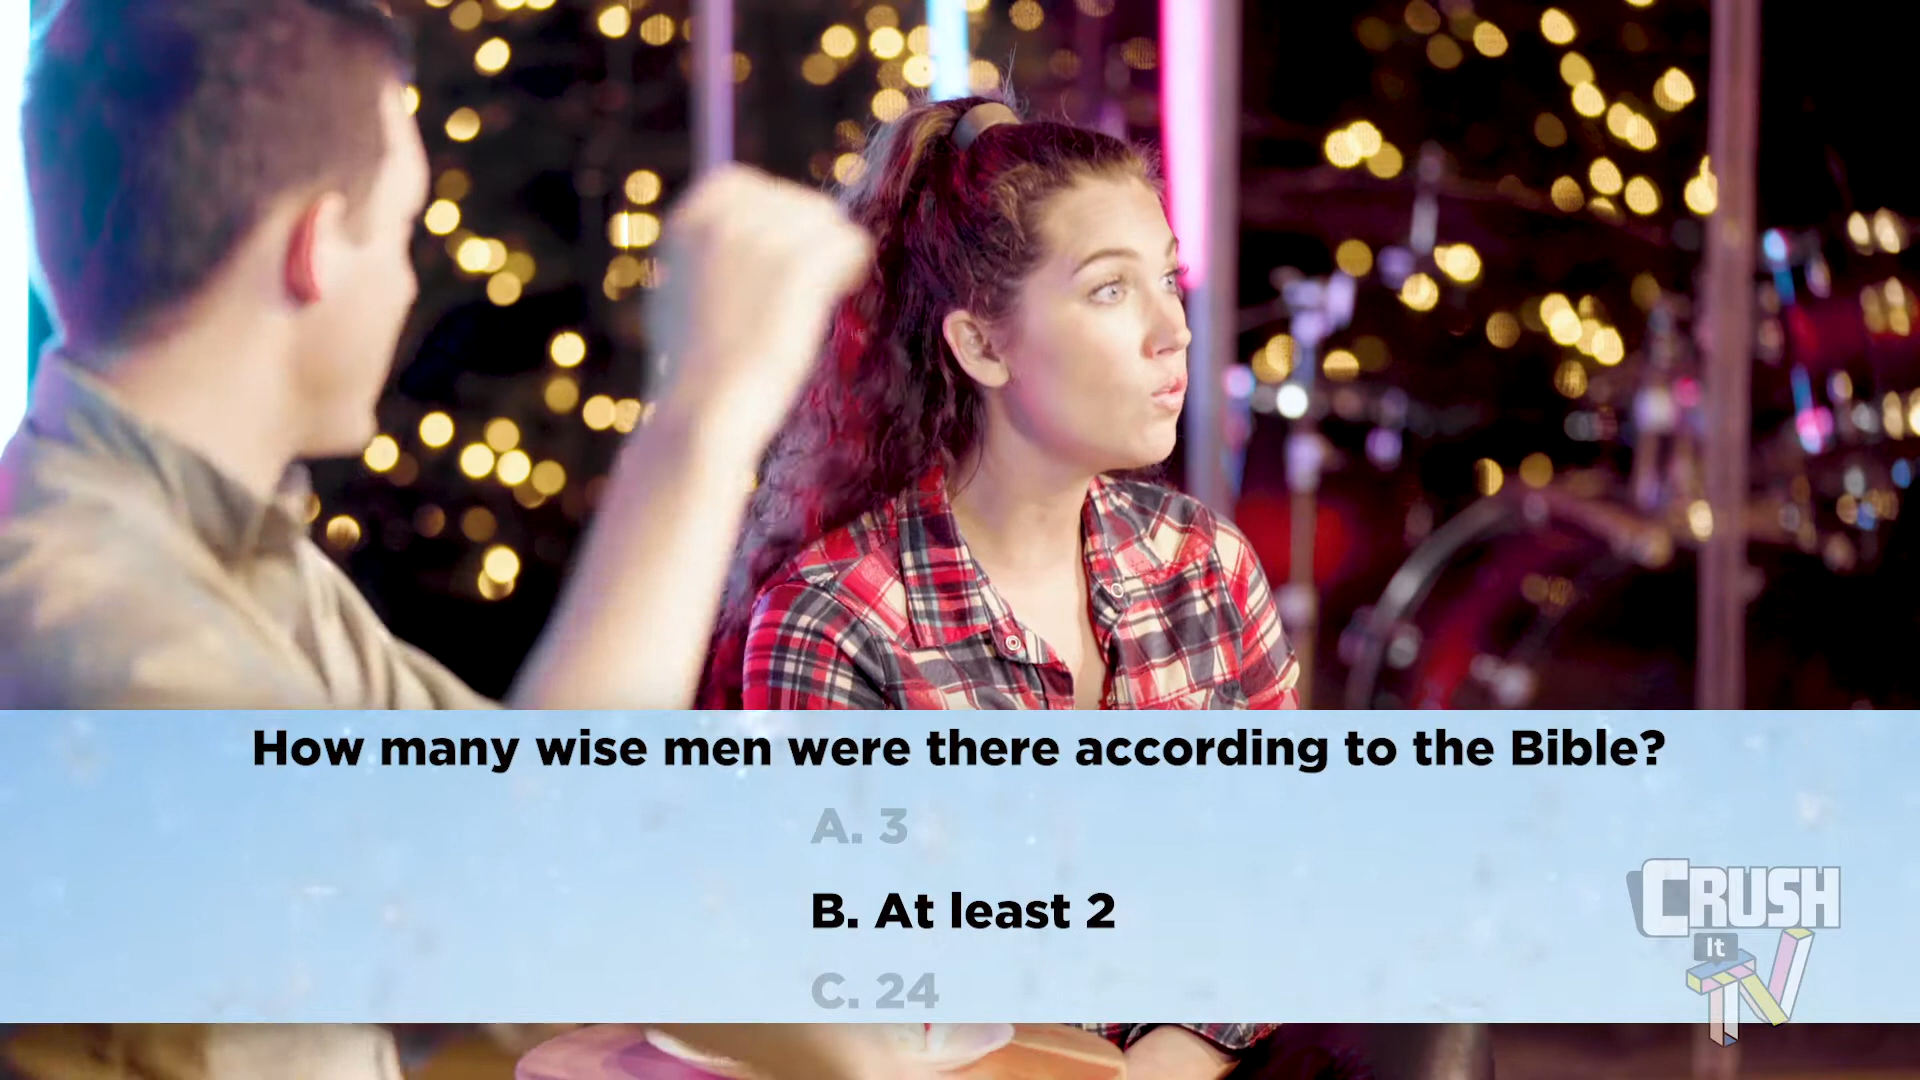 How many wise men were there according to the Bible?
A. 3
B. At least 2
C. 24
CRUSH
It
TV